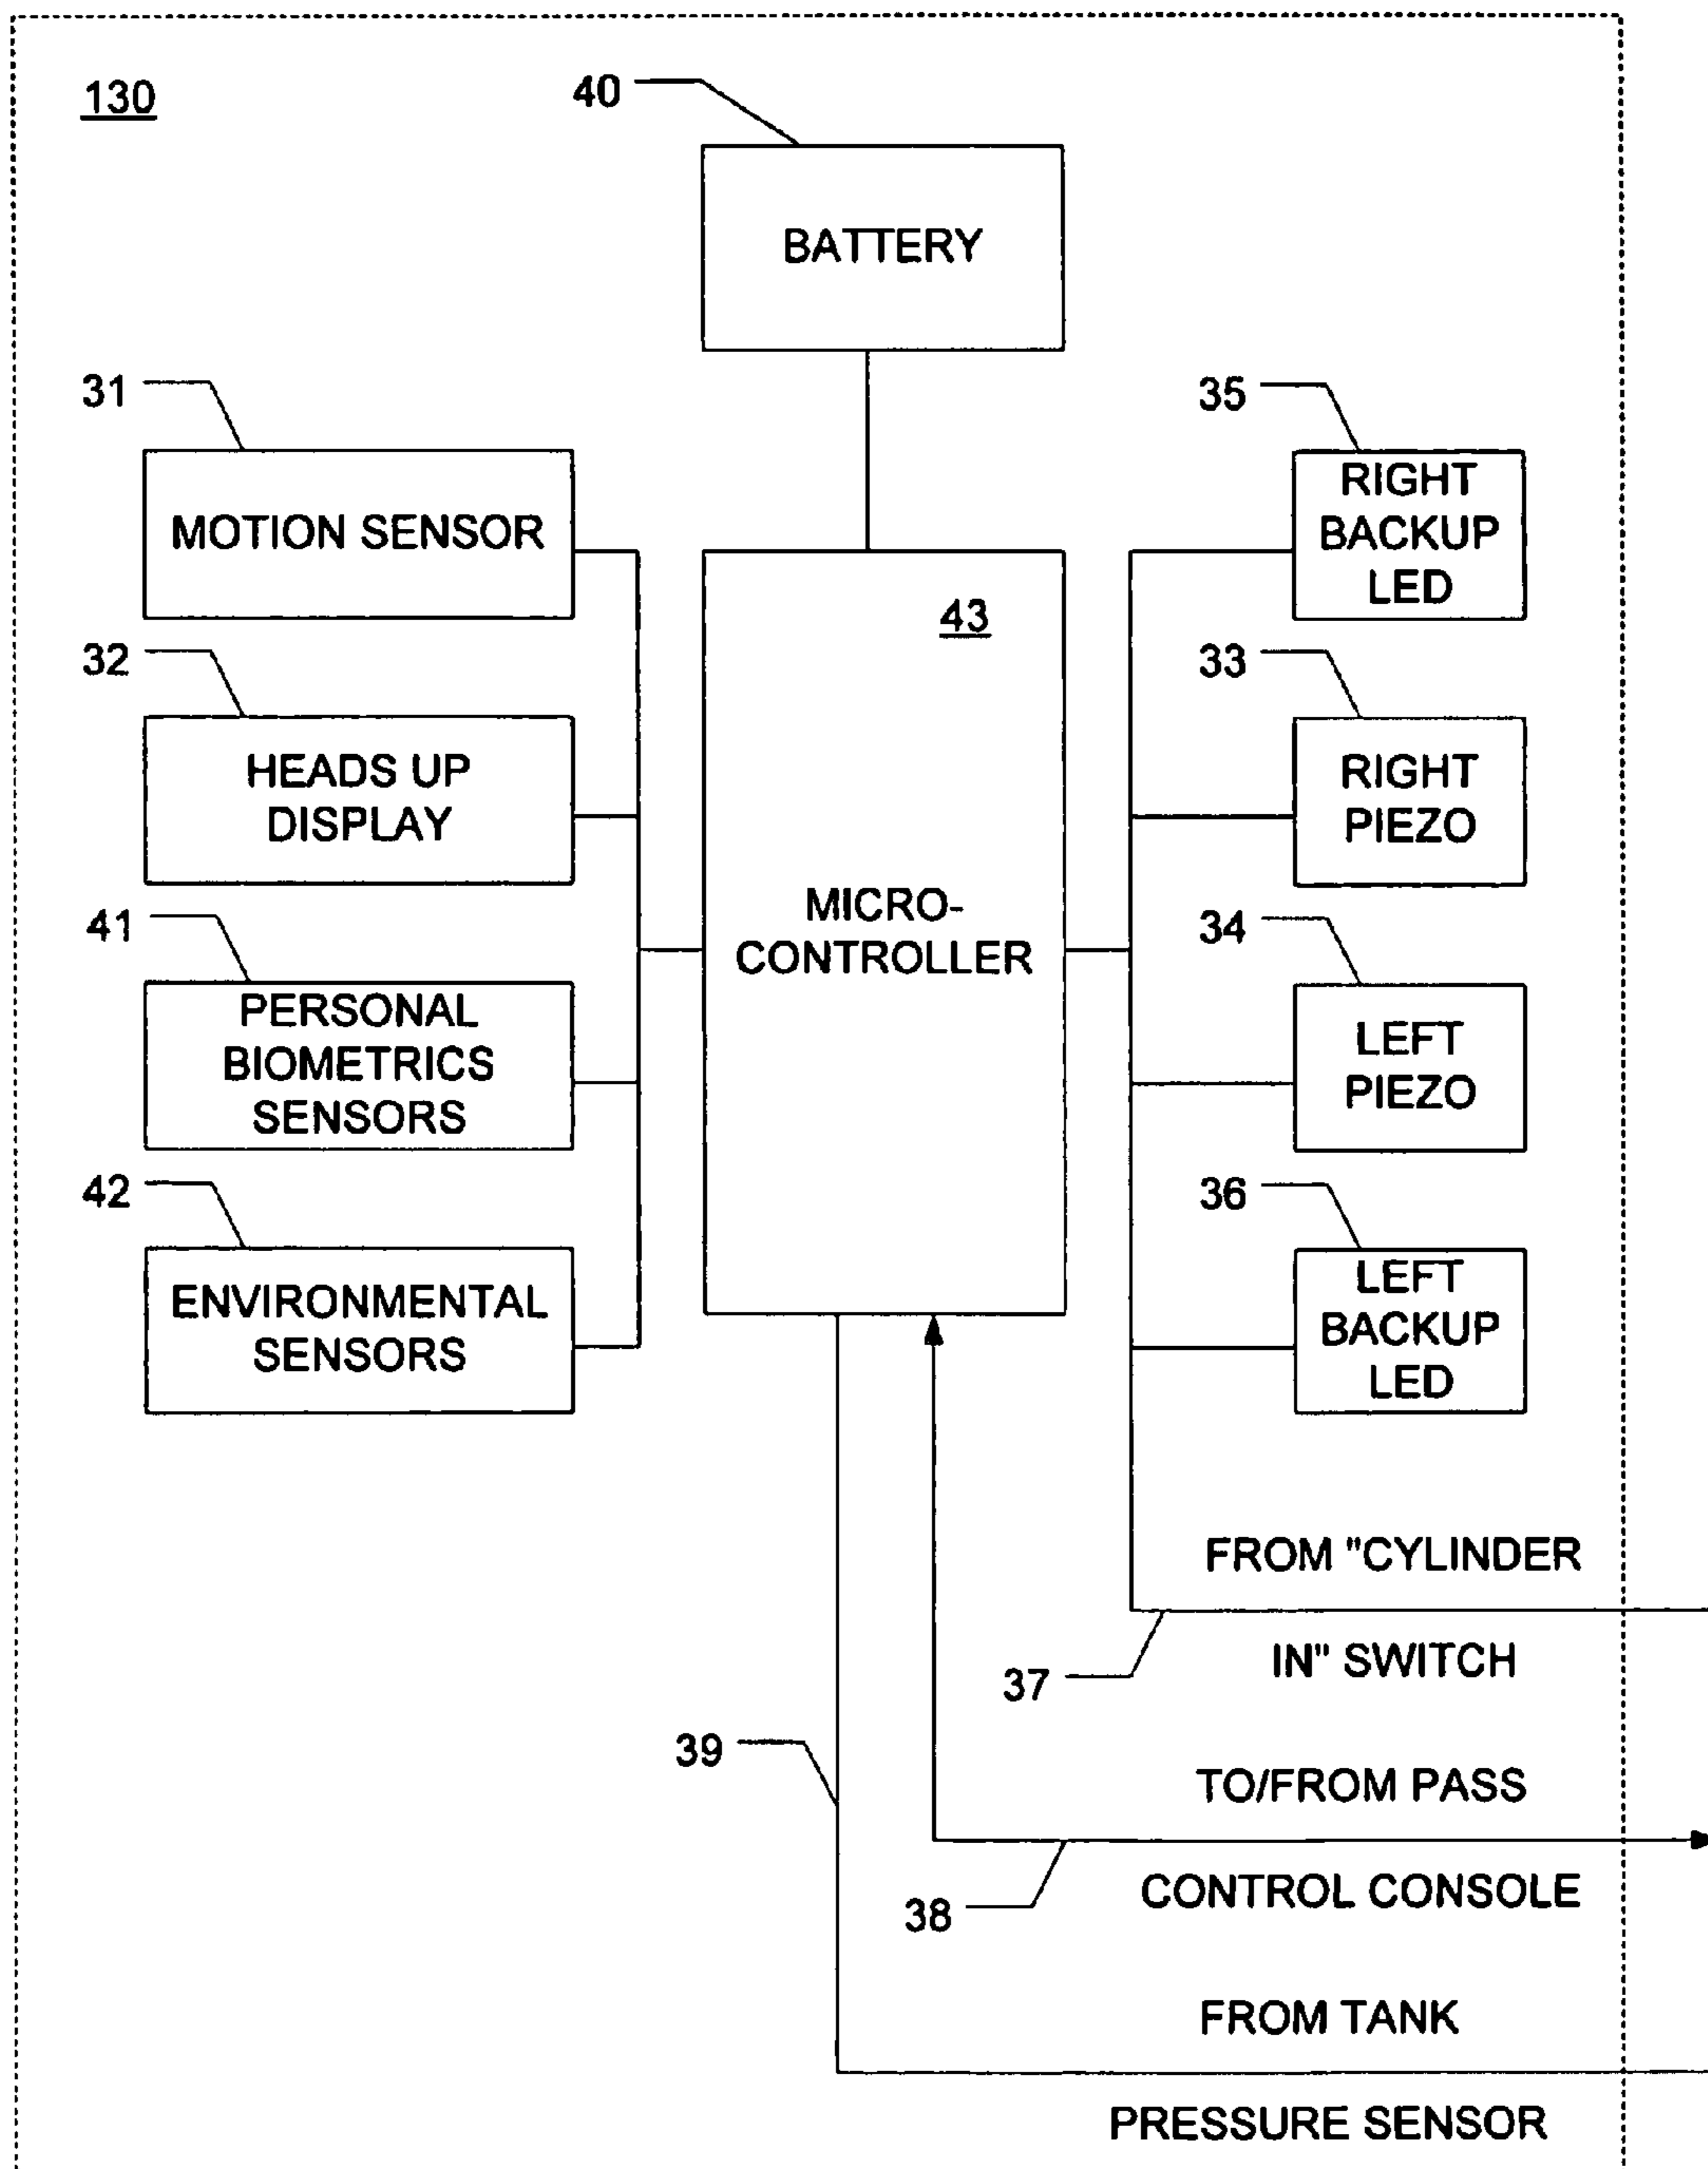 130
40
BATTERY
31
MOTION SENSOR
35
RIGHT
BACKUP
LED
43
MICRO-
CONTROLLER
32
HEADS UP
DISPLAY
33
RIGHT
PIEZO
41
PERSONAL
BIOMETRICS
SENSORS
34
LEFT
PIEZO
42
ENVIRONMENTAL
SENSORS
36
LEFT
BACKUP
LED
FROM "CYLINDER
IN" SWITCH
37
39
TO/FROM PASS
CONTROL CONSOLE
38
FROM TANK
PRESSURE SENSOR